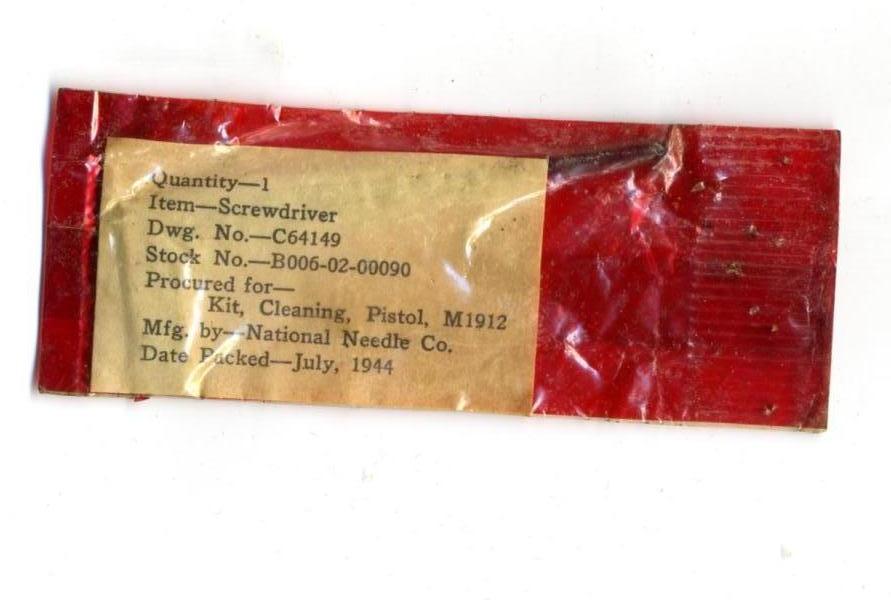 Quantity—1
Item—Screwdriver
Dwg. No.—C64149
Stock No.—B006-02-00090
Procured for—
Kit, Cleaning, Pistol, M1912
Mfg. by—National Needle Co.
Date Packed—July, 1944